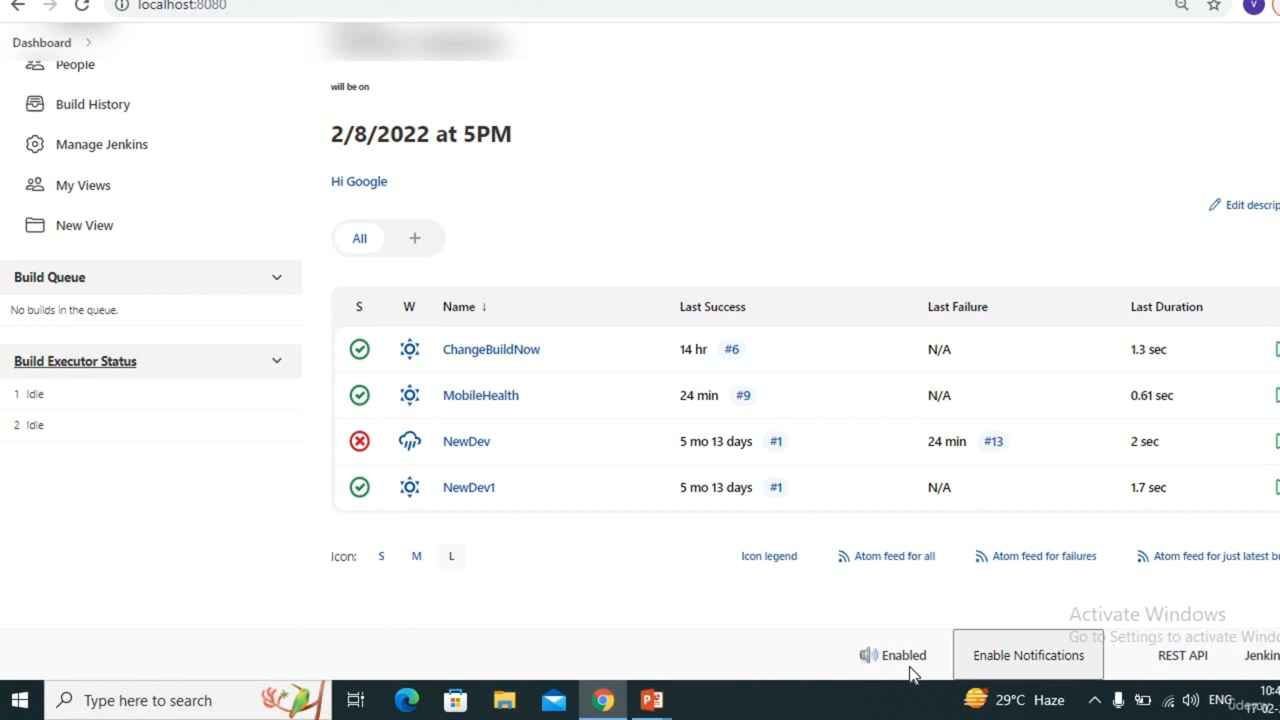 localhost:8080
V
Dashboard
People
Build History
Manage Jenkins
My Views
New View
Build Queue
No builds in the queue.
Build Executor Status
1 Idle
2 Idle
will be on
2/8/2022 at 5PM
Hi Google
Edit descrip
All +
S W Name ↓ Last Success Last Failure Last Duration
ChangeBuildNow 14 hr #6 N/A 1.3 sec
MobileHealth 24 min #9 N/A 0.61 sec
NewDev 5 mo 13 days #1 24 min #13 2 sec
NewDev1 5 mo 13 days #1 N/A 1.7 sec
Icon: S M L
Icon legend Atom feed for all Atom feed for failures Atom feed for just latest bu
Activate Windows
Go to Settings to activate Windo
Enabled Enable Notifications REST API Jenkin
Type here to search
29°C Haze
ENG
10:4
17-02-
Udemy